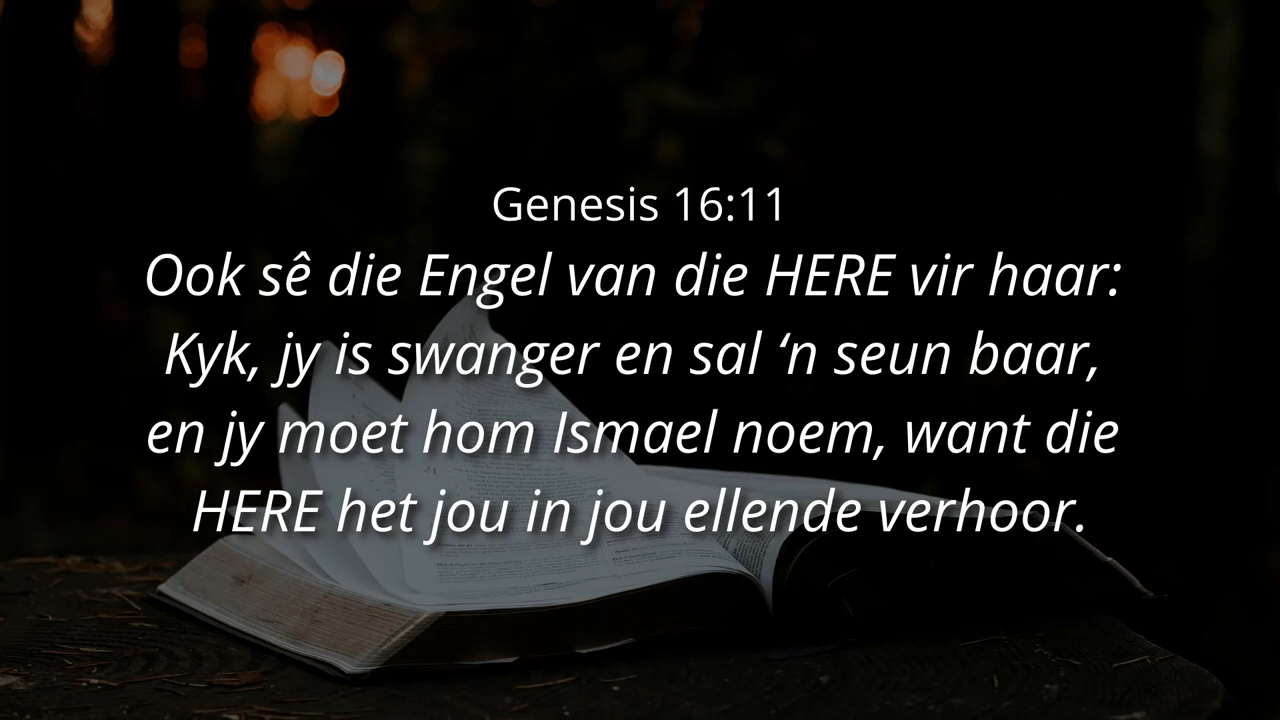 Genesis 16:11
Ook sê die Engel van die HERE vir haar:
Kyk, jy is swanger en sal ‘n seun baar,
en jy moet hom Ismael noem, want die
HERE het jou in jou ellende verhoor.